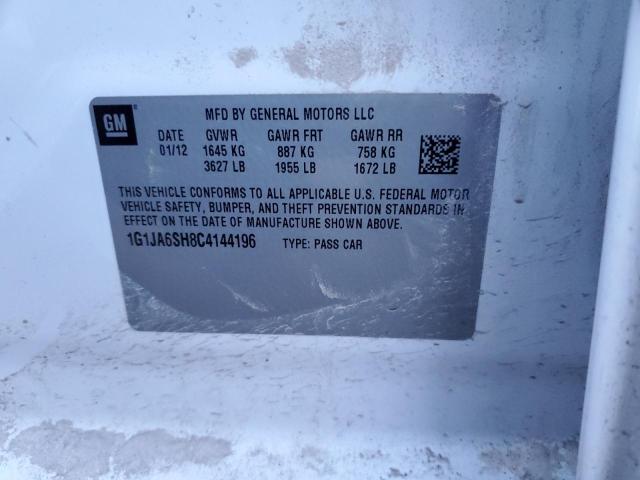 GM ®
MFD BY GENERAL MOTORS LLC
DATE GVWR GAWR FRT GAWR RR
01/12 1645 KG 887 KG 758 KG
3627 LB 1955 LB 1672 LB
THIS VEHICLE CONFORMS TO ALL APPLICABLE U.S. FEDERAL MOTOR
VEHICLE SAFETY, BUMPER, AND THEFT PREVENTION STANDARDS IN
EFFECT ON THE DATE OF MANUFACTURE SHOWN ABOVE.
1G1JA6SH8C4144196 TYPE: PASS CAR